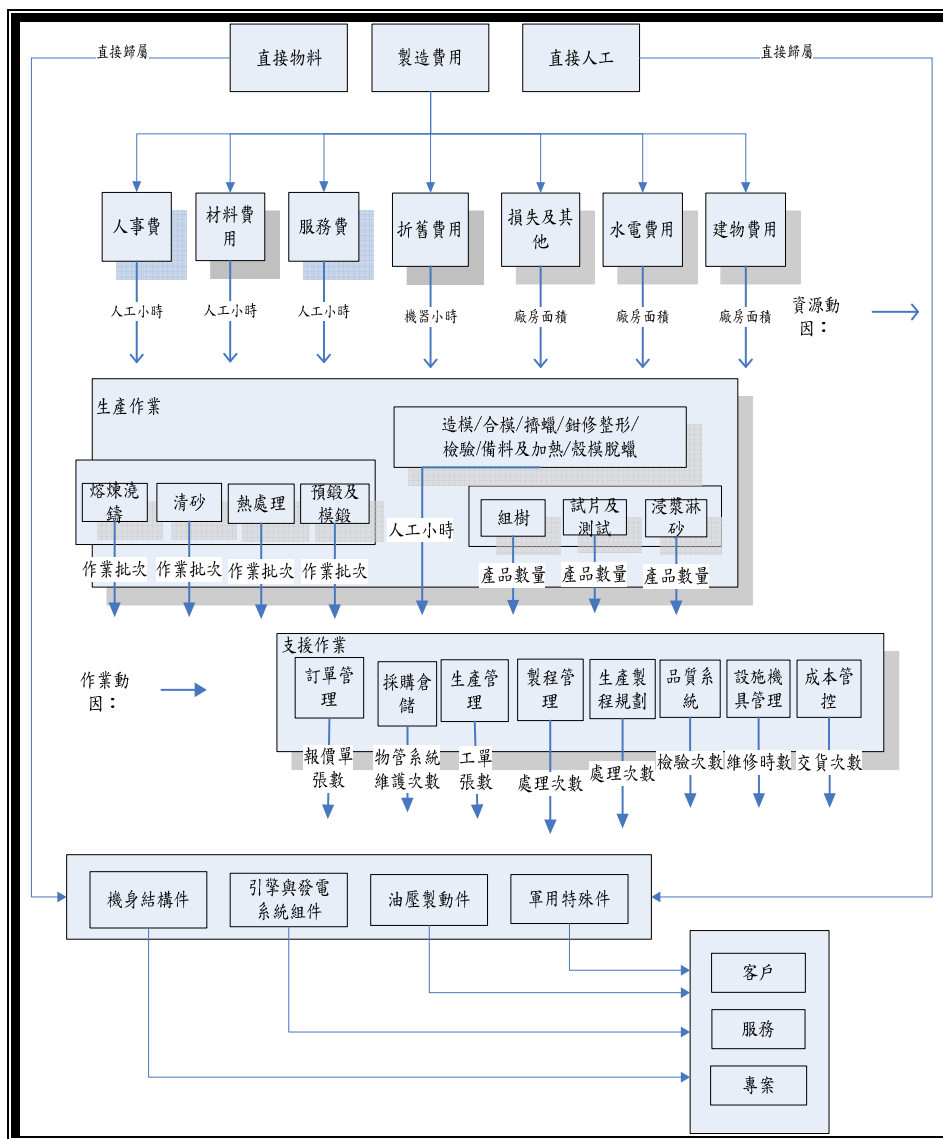 直接歸屬
直接物料
製造費用
直接人工
直接歸屬
人事費
材料費
用
服務費
折舊費用
損失及其
他
水電費用
建物費用
人工小時
人工小時
人工小時
機器小時
廠房面積
廠房面積
廠房面積
資源動
因：
生產作業
造模/合模/擠蠟/鉗修整形/
檢驗/備料及加熱/殼模脫蠟
熔煉澆
鑄
清砂
熱處理
預鍛及
模鍛
人工小時
組樹
試片及
測試
浸漿淋
砂
作業批次
作業批次
作業批次
作業批次
產品數量
產品數量
產品數量
支援作業
作業動
因：
訂單管
理
採購倉
儲
生產管
理
製程管
理
生產製
程規劃
品質系
統
設施機
具管理
成本管
控
報價單
張數
物管系統
維護次數
工單
張數
處理次數
處理次數
檢驗次數
維修時數
交貨次數
機身結構件
引擎與發電
系統組件
油壓製動件
軍用特殊件
客戶
服務
專案